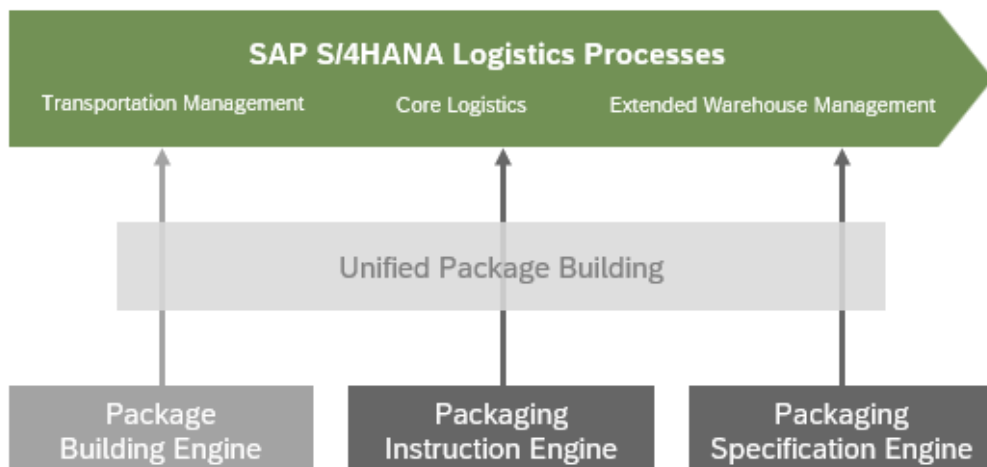 SAP S/4HANA Logistics Processes
Transportation Management Core Logistics Extended Warehouse Management
Unified Package Building
Package
Building Engine
Packaging
Instruction Engine
Packaging
Specification Engine